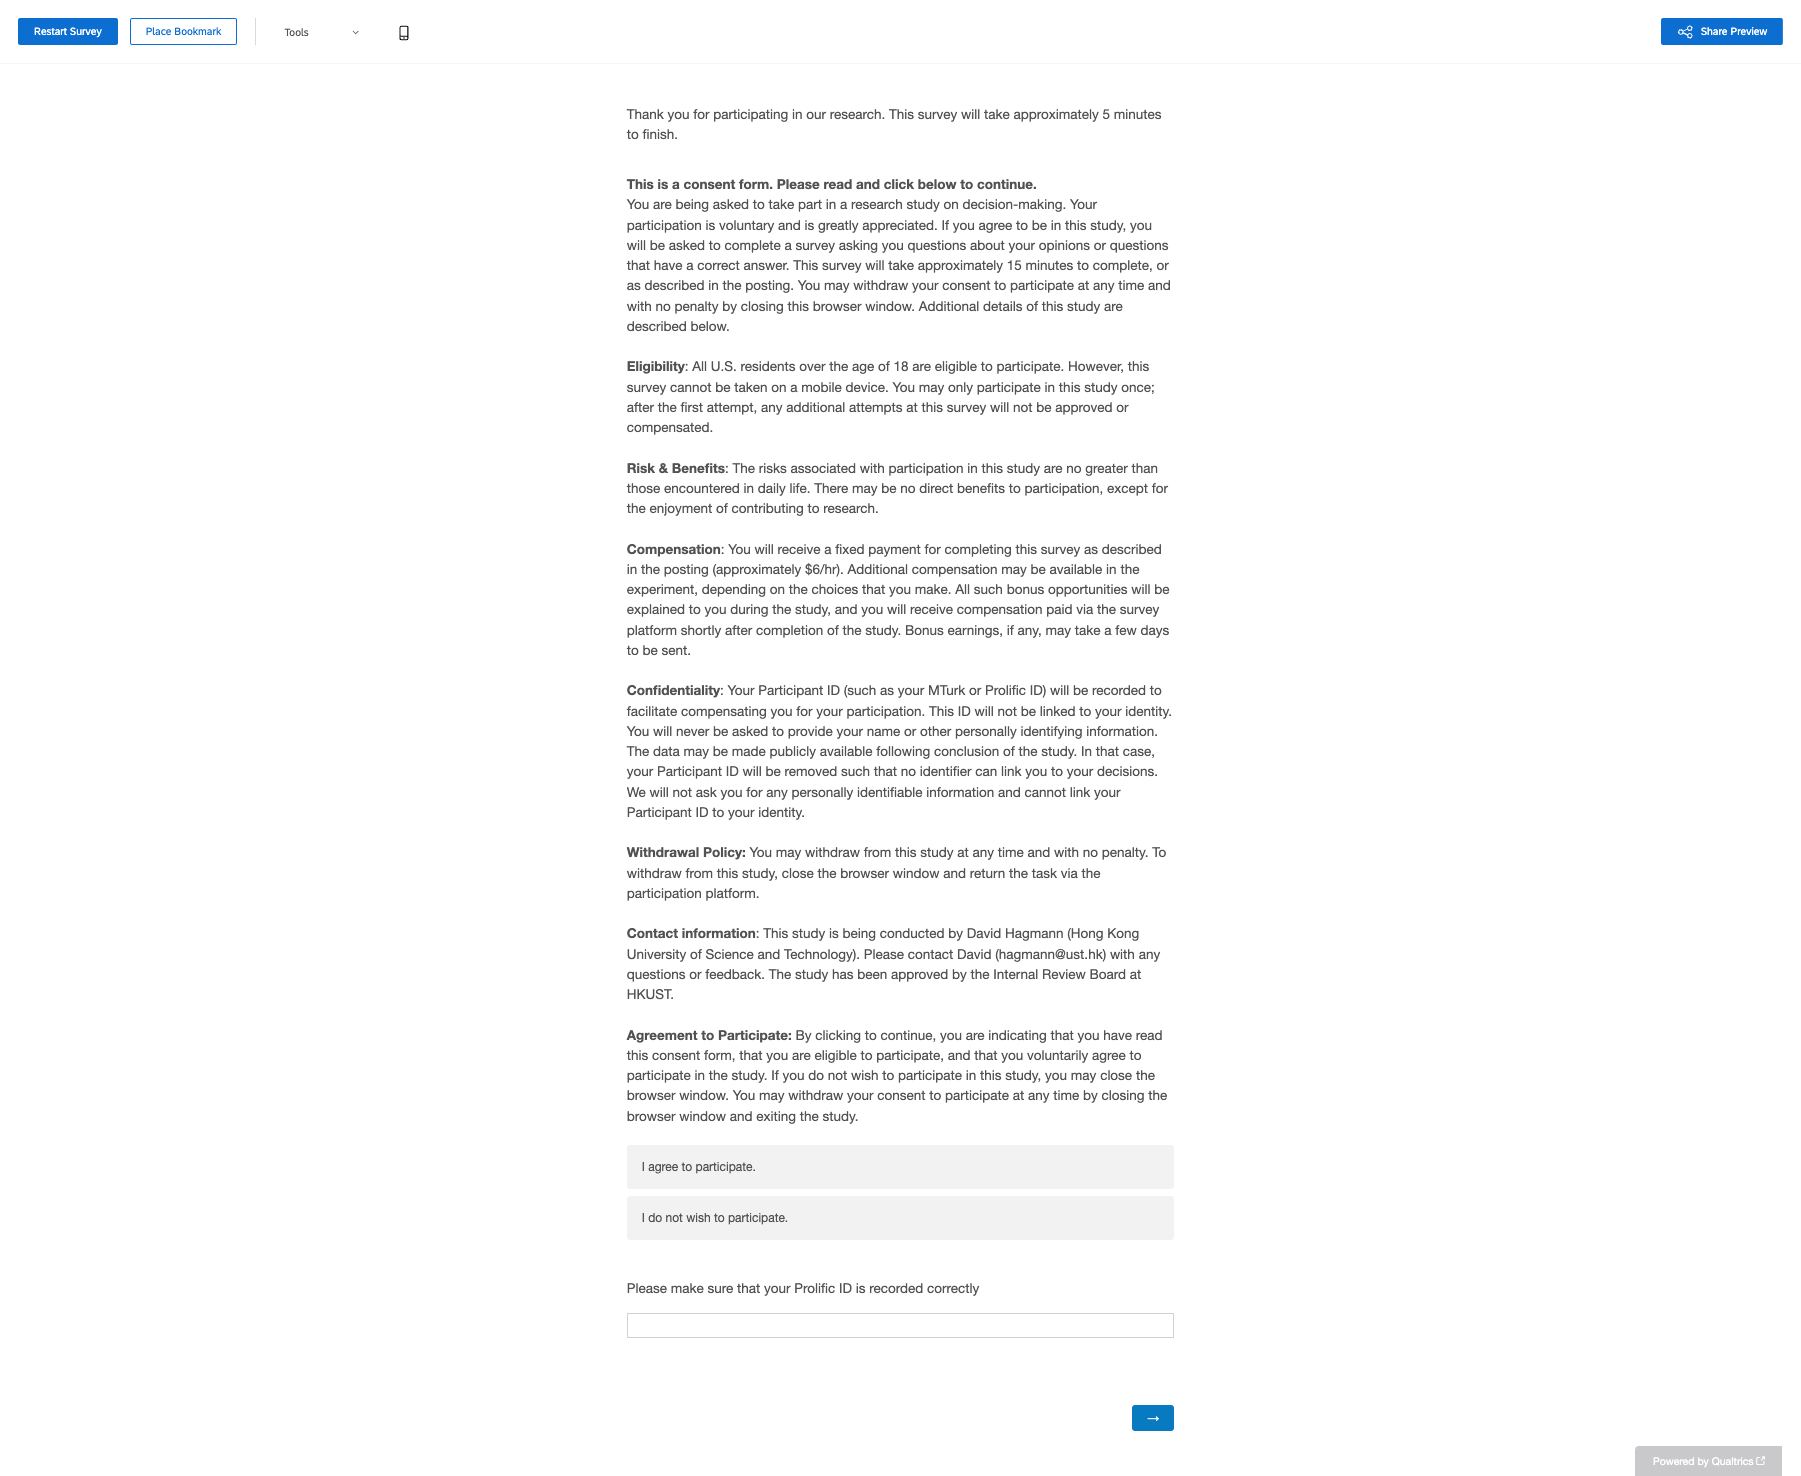 Restart Survey
Place Bookmark
Tools
Share Preview
Thank you for participating in our research. This survey will take approximately 5 minutes
to finish.
This is a consent form. Please read and click below to continue.
You are being asked to take part in a research study on decision-making. Your
participation is voluntary and is greatly appreciated. If you agree to be in this study, you
will be asked to complete a survey asking you questions about your opinions or questions
that have a correct answer. This survey will take approximately 15 minutes to complete, or
as described in the posting. You may withdraw your consent to participate at any time and
with no penalty by closing this browser window. Additional details of this study are
described below.
Eligibility: All U.S. residents over the age of 18 are eligible to participate. However, this
survey cannot be taken on a mobile device. You may only participate in this study once;
after the first attempt, any additional attempts at this survey will not be approved or
compensated.
Risk & Benefits: The risks associated with participation in this study are no greater than
those encountered in daily life. There may be no direct benefits to participation, except for
the enjoyment of contributing to research.
Compensation: You will receive a fixed payment for completing this survey as described
in the posting (approximately $6/hr). Additional compensation may be available in the
experiment, depending on the choices that you make. All such bonus opportunities will be
explained to you during the study, and you will receive compensation paid via the survey
platform shortly after completion of the study. Bonus earnings, if any, may take a few days
to be sent.
Confidentiality: Your Participant ID (such as your MTurk or Prolific ID) will be recorded to
facilitate compensating you for your participation. This ID will not be linked to your identity.
You will never be asked to provide your name or other personally identifying information.
The data may be made publicly available following conclusion of the study. In that case,
your Participant ID will be removed such that no identifier can link you to your decisions.
We will not ask you for any personally identifiable information and cannot link your
Participant ID to your identity.
Withdrawal Policy: You may withdraw from this study at any time and with no penalty. To
withdraw from this study, close the browser window and return the task via the
participation platform.
Contact information: This study is being conducted by David Hagmann (Hong Kong
University of Science and Technology). Please contact David (hagmann@ust.hk) with any
questions or feedback. The study has been approved by the Internal Review Board at
HKUST.
Agreement to Participate: By clicking to continue, you are indicating that you have read
this consent form, that you are eligible to participate, and that you voluntarily agree to
participate in the study. If you do not wish to participate in this study, you may close the
browser window. You may withdraw your consent to participate at any time by closing the
browser window and exiting the study.
I agree to participate.
I do not wish to participate.
Please make sure that your Prolific ID is recorded correctly
→
Powered by Qualtrics